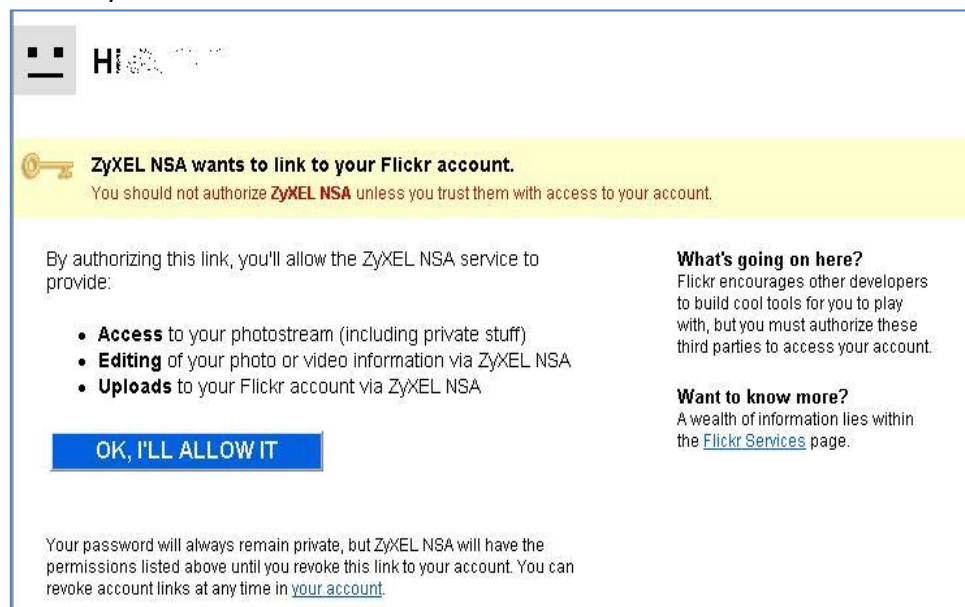 Hi
ZyXEL NSA wants to link to your Flickr account.
You should not authorize ZyXEL NSA unless you trust them with access to your account.
By authorizing this link, you'll allow the ZyXEL NSA service to
provide:
• Access to your photostream (including private stuff)
• Editing of your photo or video information via ZyXEL NSA
• Uploads to your Flickr account via ZyXEL NSA
OK, I'LL ALLOW IT
Your password will always remain private, but ZyXEL NSA will have the
permissions listed above until you revoke this link to your account. You can
revoke account links at any time in your account.
What's going on here?
Flickr encourages other developers
to build cool tools for you to play
with, but you must authorize these
third parties to access your account.
Want to know more?
A wealth of information lies within
the Flickr Services page.